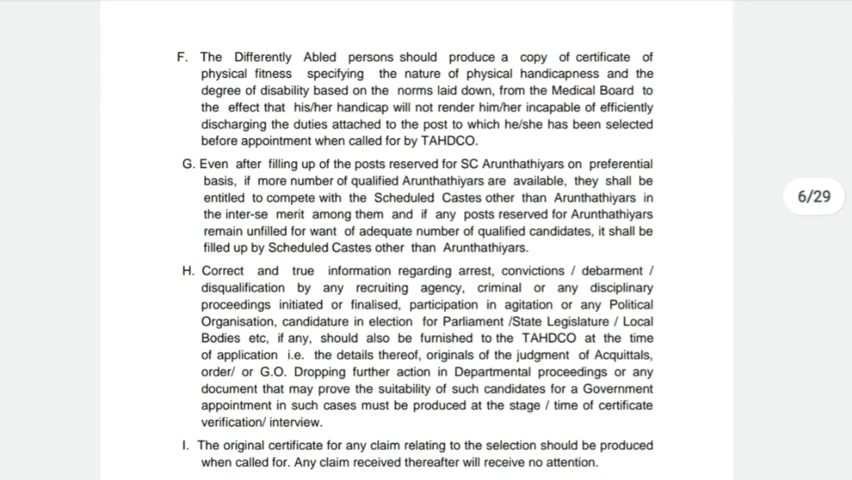 F. The Differently Abled persons should produce a copy of certificate of
physical fitness specifying the nature of physical handicapness and the
degree of disability based on the norms laid down, from the Medical Board to
the effect that his/her handicap will not render him/her incapable of efficiently
discharging the duties attached to the post to which he/she has been selected
before appointment when called for by TAHDCO.
G. Even after filling up of the posts reserved for SC Arunthathiyars on preferential
basis, if more number of qualified Arunthathiyars are available, they shall be
entitled to compete with the Scheduled Castes other than Arunthathiyars in
the inter-se merit among them and if any posts reserved for Arunthathiyars
remain unfilled for want of adequate number of qualified candidates, it shall be
filled up by Scheduled Castes other than Arunthathiyars.
6/29
H. Correct and true information regarding arrest, convictions / debarment /
disqualification by any recruiting agency, criminal or any disciplinary
proceedings initiated or finalised, participation in agitation or any Political
Organisation, candidature in election for Parliament /State Legislature / Local
Bodies etc, if any, should also be furnished to the TAHDCO at the time
of application i.e. the details thereof, originals of the judgment of Acquittals,
order/ or G.O. Dropping further action in Departmental proceedings or any
document that may prove the suitability of such candidates for a Government
appointment in such cases must be produced at the stage / time of certificate
verification/ interview.
I. The original certificate for any claim relating to the selection should be produced
when called for. Any claim received thereafter will receive no attention.